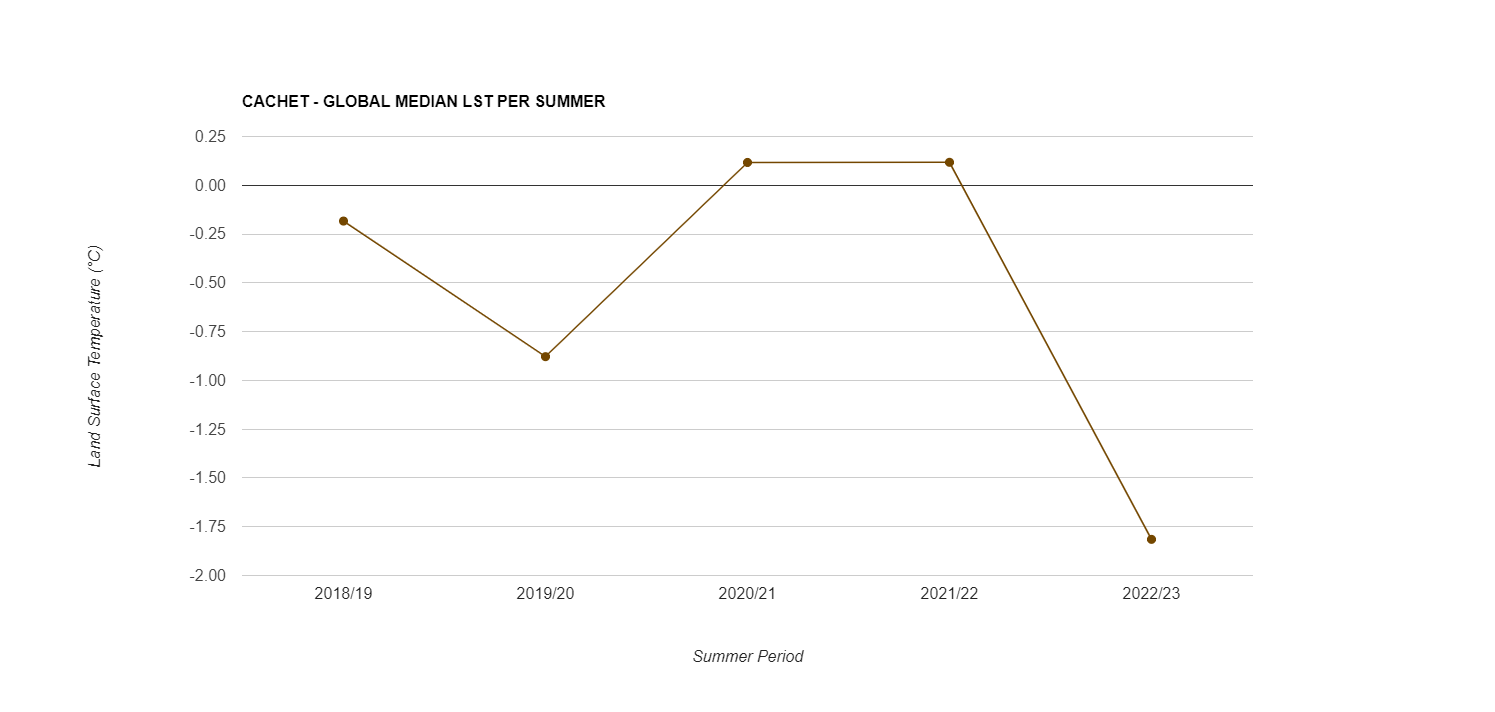 CACHET - GLOBAL MEDIAN LST PER SUMMER
0.25
0.00
-0.25
-0.50
-0.75
-1.00
-1.25
-1.50
-1.75
-2.00
Land Surface Temperature (°C)
2018/19 2019/20 2020/21 2021/22 2022/23
Summer Period